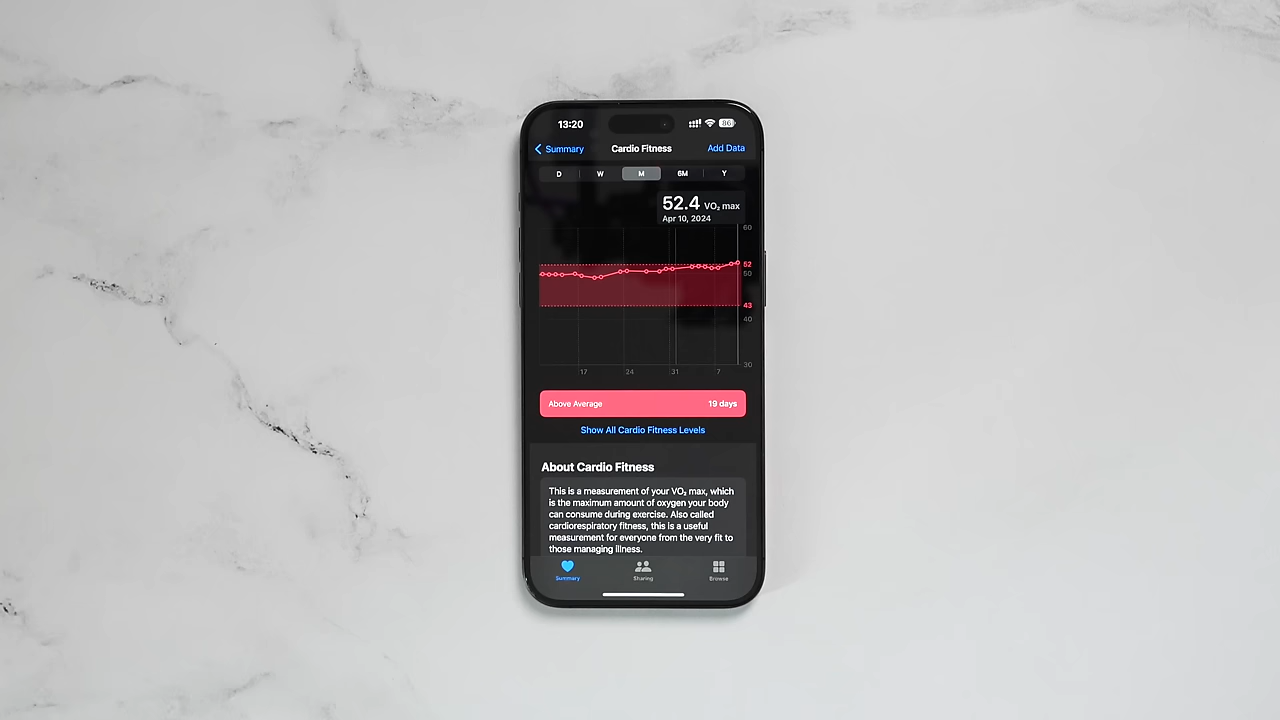 13:20
86
Summary
Cardio Fitness
Add Data
D W M 6M Y
52.4 VO₂ max
Apr 10, 2024
60
52
50
43
40
30
17 24 31 7
Above Average 19 days
Show All Cardio Fitness Levels
About Cardio Fitness
This is a measurement of your VO₂ max, which
is the maximum amount of oxygen your body
can consume during exercise. Also called
cardiorespiratory fitness, this is a useful
measurement for everyone from the very fit to
those managing illness.
Summary Sharing Browse